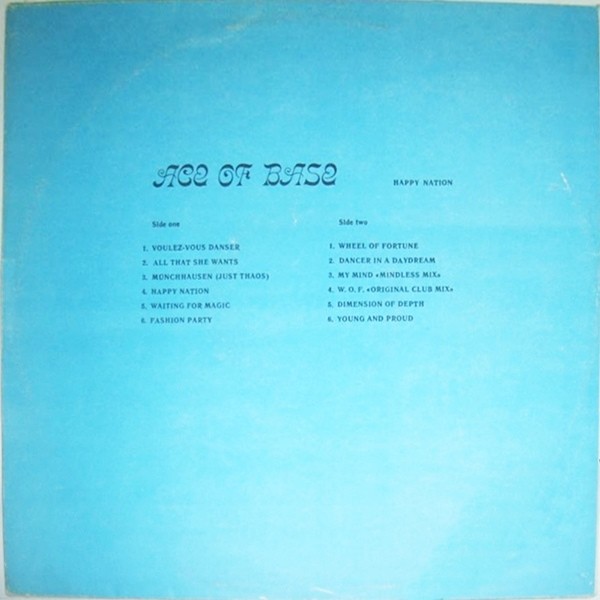 ACE OF BASE
HAPPY NATION
Side one
1. VOULEZ-VOUS DANSER
2. ALL THAT SHE WANTS
3. MÜNCHHAUSEN (JUST THAOS)
4. HAPPY NATION
5. WAITING FOR MAGIC
6. FASHION PARTY
Side two
1. WHEEL OF FORTUNE
2. DANCER IN A DAYDREAM
3. MY MIND «MINDLESS MIX»
4. W. O. F. «ORIGINAL CLUB MIX»
5. DIMENSION OF DEPTH
6. YOUNG AND PROUD